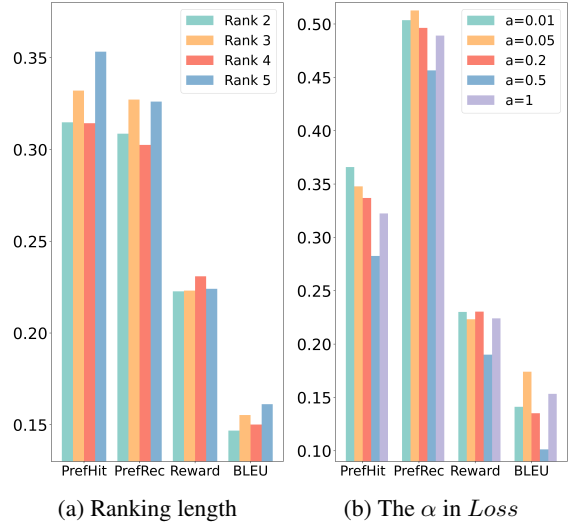 0.35
0.30
0.25
0.20
0.15
Rank 2
Rank 3
Rank 4
Rank 5
PrefHit PrefRec Reward BLEU
(a) Ranking length
0.50
0.45
0.40
0.35
0.30
0.25
0.20
0.15
0.10
a=0.01
a=0.05
a=0.2
a=0.5
a=1
PrefHit PrefRec Reward BLEU
(b) The α in Loss